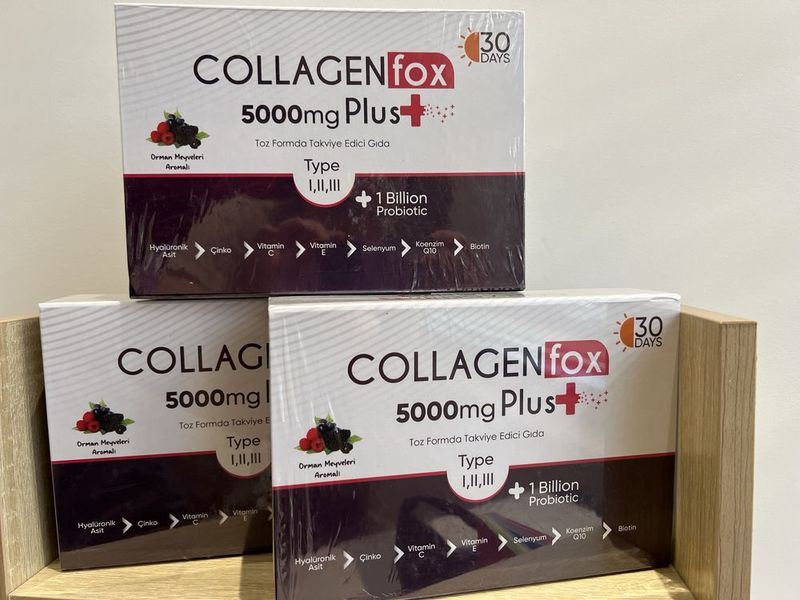 COLLAGEN fox
30
DAYS
5000mg Plus+
Toz Formda Takviye Edici Gıda
Orman Meyveleri
Aromalı
Type
I,II,III
+ 1 Billion
Probiotic
Hyalüronik
Asit
Çinko
Vitamin
C
Vitamin
E
Selenyum
Koenzim
Q10
Biotin
COLLAGE
5000mg
Toz Formda Takviye E
Orman Meyveleri
Aromalı
Type
I,II,III
Hyalüronik
Asit
Çinko
Vitamin
C
Vitamin
E
COLLAGEN fox
30
DAYS
5000mg Plus+
Toz Formda Takviye Edici Gıda
Orman Meyveleri
Aromalı
Type
I,II,III
+ 1 Billion
Probiotic
Hyalüronik
Asit
Çinko
Vitamin
C
Vitamin
E
Selenyum
Koenzim
Q10
Biotin